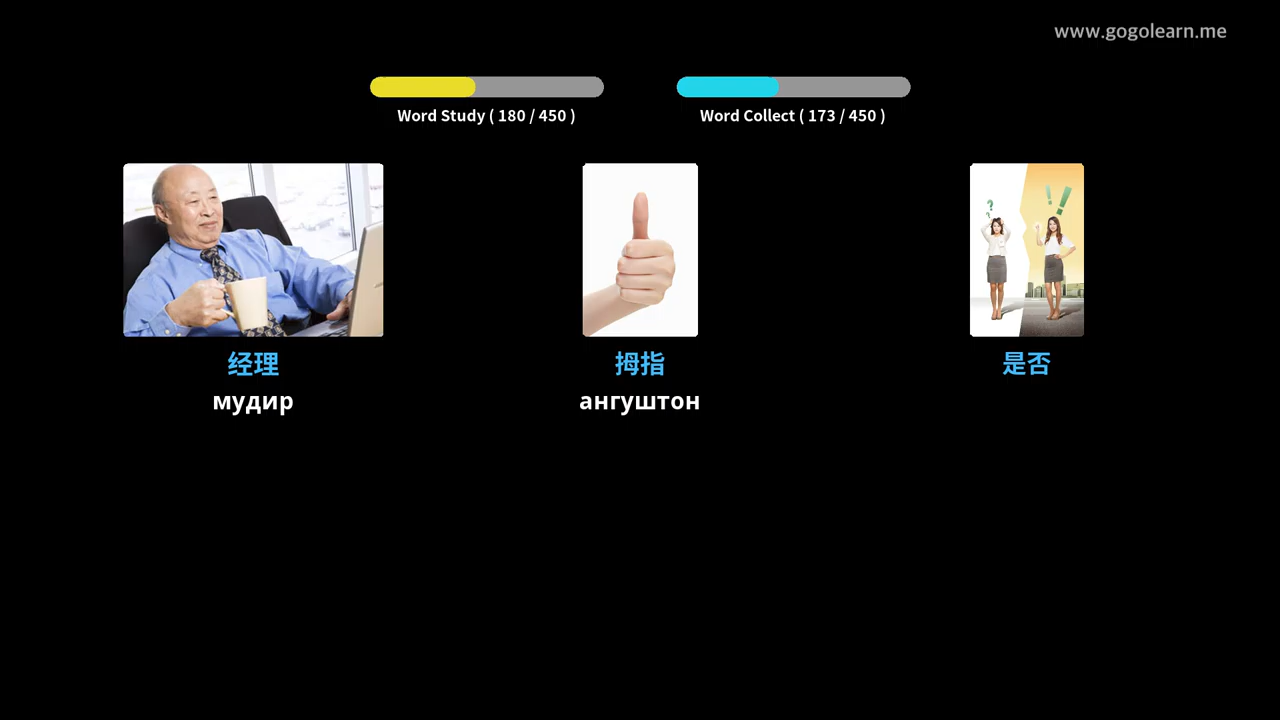 www.gogolearn.me
Word Study ( 180 / 450 )
Word Collect ( 173 / 450 )
经理
拇指
是否
мудир
ангуштон